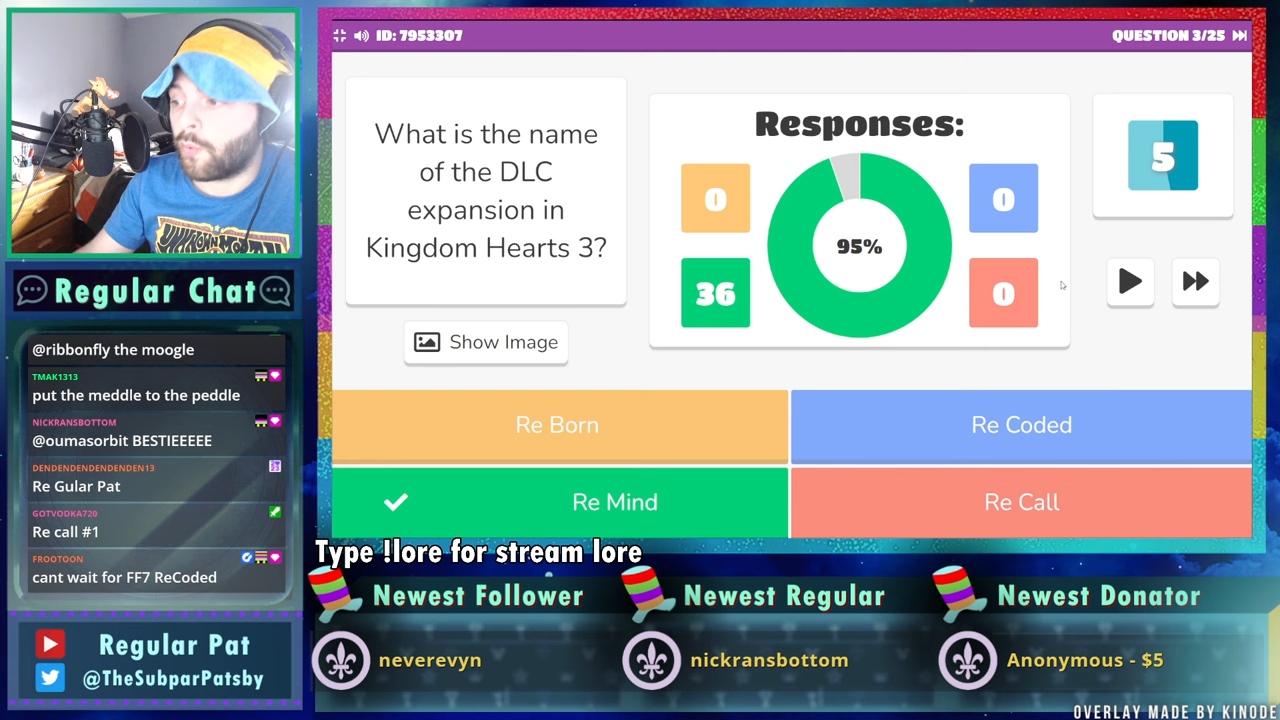 ID: 7953307
QUESTION 3/25
What is the name
of the DLC
expansion in
Kingdom Hearts 3?
Show Image
Responses:
0
0
36
0
95%
5
Re Born
Re Coded
Re Mind
Re Call
Regular Chat
@ribbonfly the moogle
TMAK1313
put the meddle to the peddle
NICKRANSBOTTOM
@oumasorbit BESTIEEEEE
DENDENDENDENDENDEN13
Re Gular Pat
GOTVODKA720
Re call #1
FROOTOON
cant wait for FF7 ReCoded
Regular Pat
@TheSubparPatsby
Type !lore for stream lore
Newest Follower
neverevyn
Newest Regular
nickransbottom
Newest Donator
Anonymous - $5
OVERLAY MADE BY KINODE